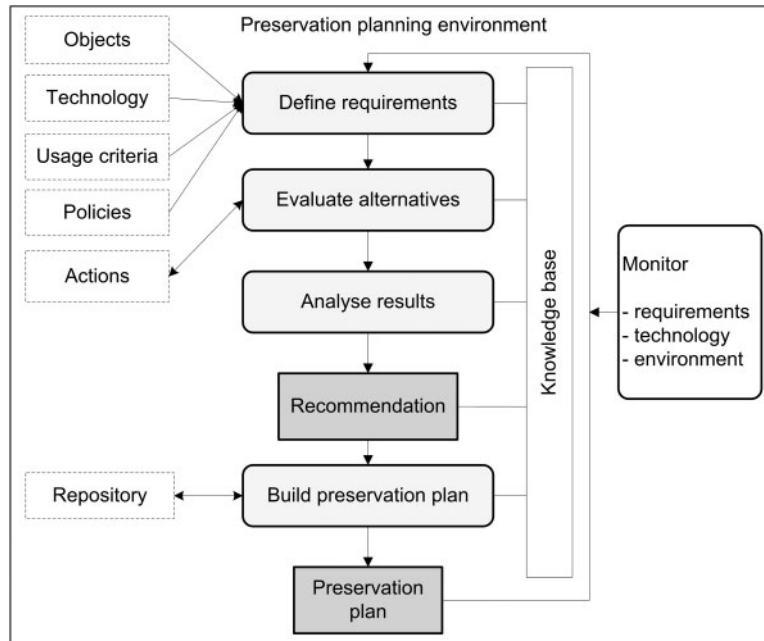 Preservation planning environment
Objects
Technology
Usage criteria
Policies
Actions
Repository
Define requirements
Evaluate alternatives
Analyse results
Recommendation
Build preservation plan
Preservation
plan
Knowledge base
Monitor
- requirements
- technology
- environment